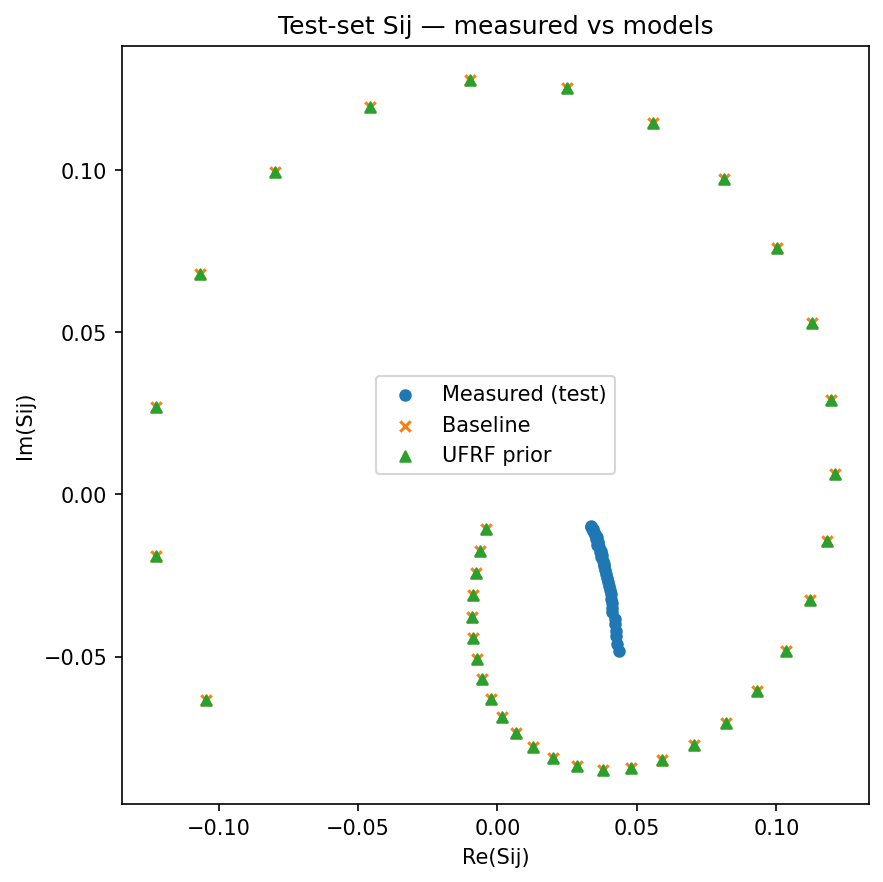 Test-set Sij — measured vs models
Im(Sij)
0.10
0.05
0.00
−0.05
Measured (test)
Baseline
UFRF prior
−0.10
−0.05
0.00
0.05
0.10
Re(Sij)